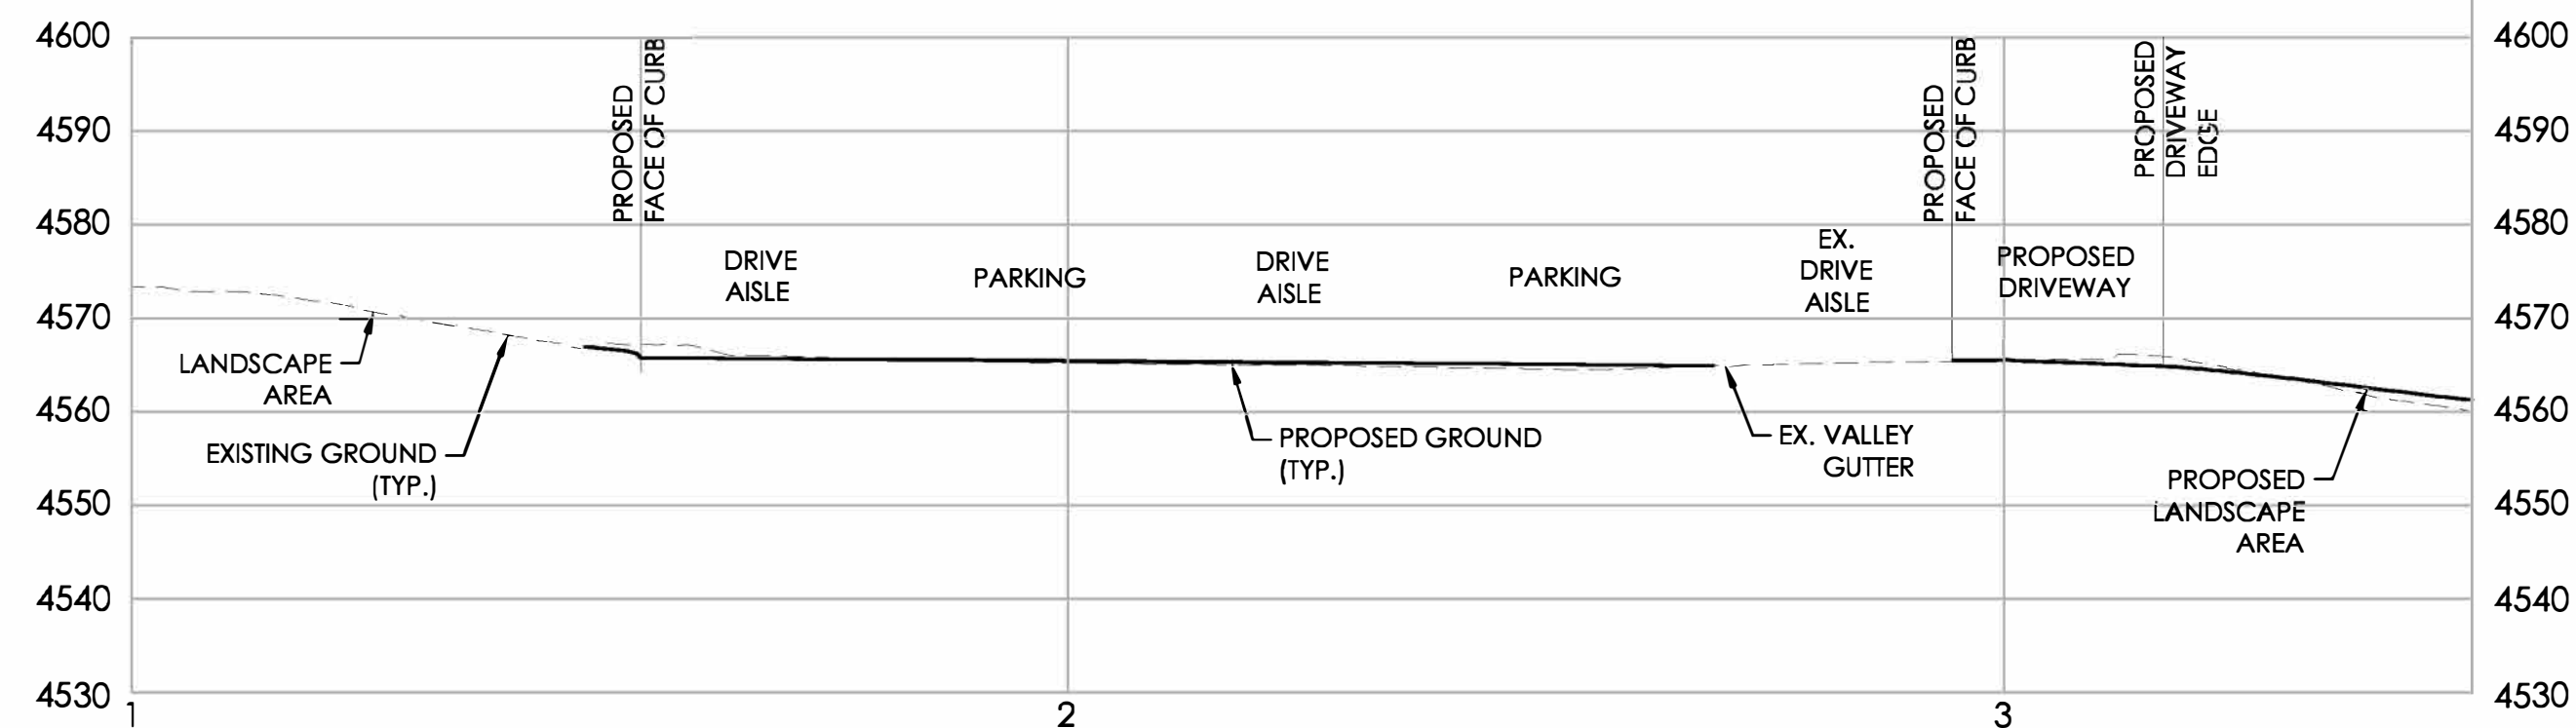 4600
4600
PROPOSED
FACE OF CURB
PROPOSED
FACE OF CURB
PROPOSED
DRIVEWAY
EDGE
4590
4590
4580
4580
DRIVE
AISLE
PARKING
DRIVE
AISLE
PARKING
EX.
DRIVE
AISLE
PROPOSED
DRIVEWAY
4570
4570
LANDSCAPE
AREA
4560
4560
EXISTING GROUND
(TYP.)
PROPOSED GROUND
(TYP.)
EX. VALLEY
GUTTER
PROPOSED
LANDSCAPE
AREA
4550
4550
4540
4540
4530
4530
1
2
3